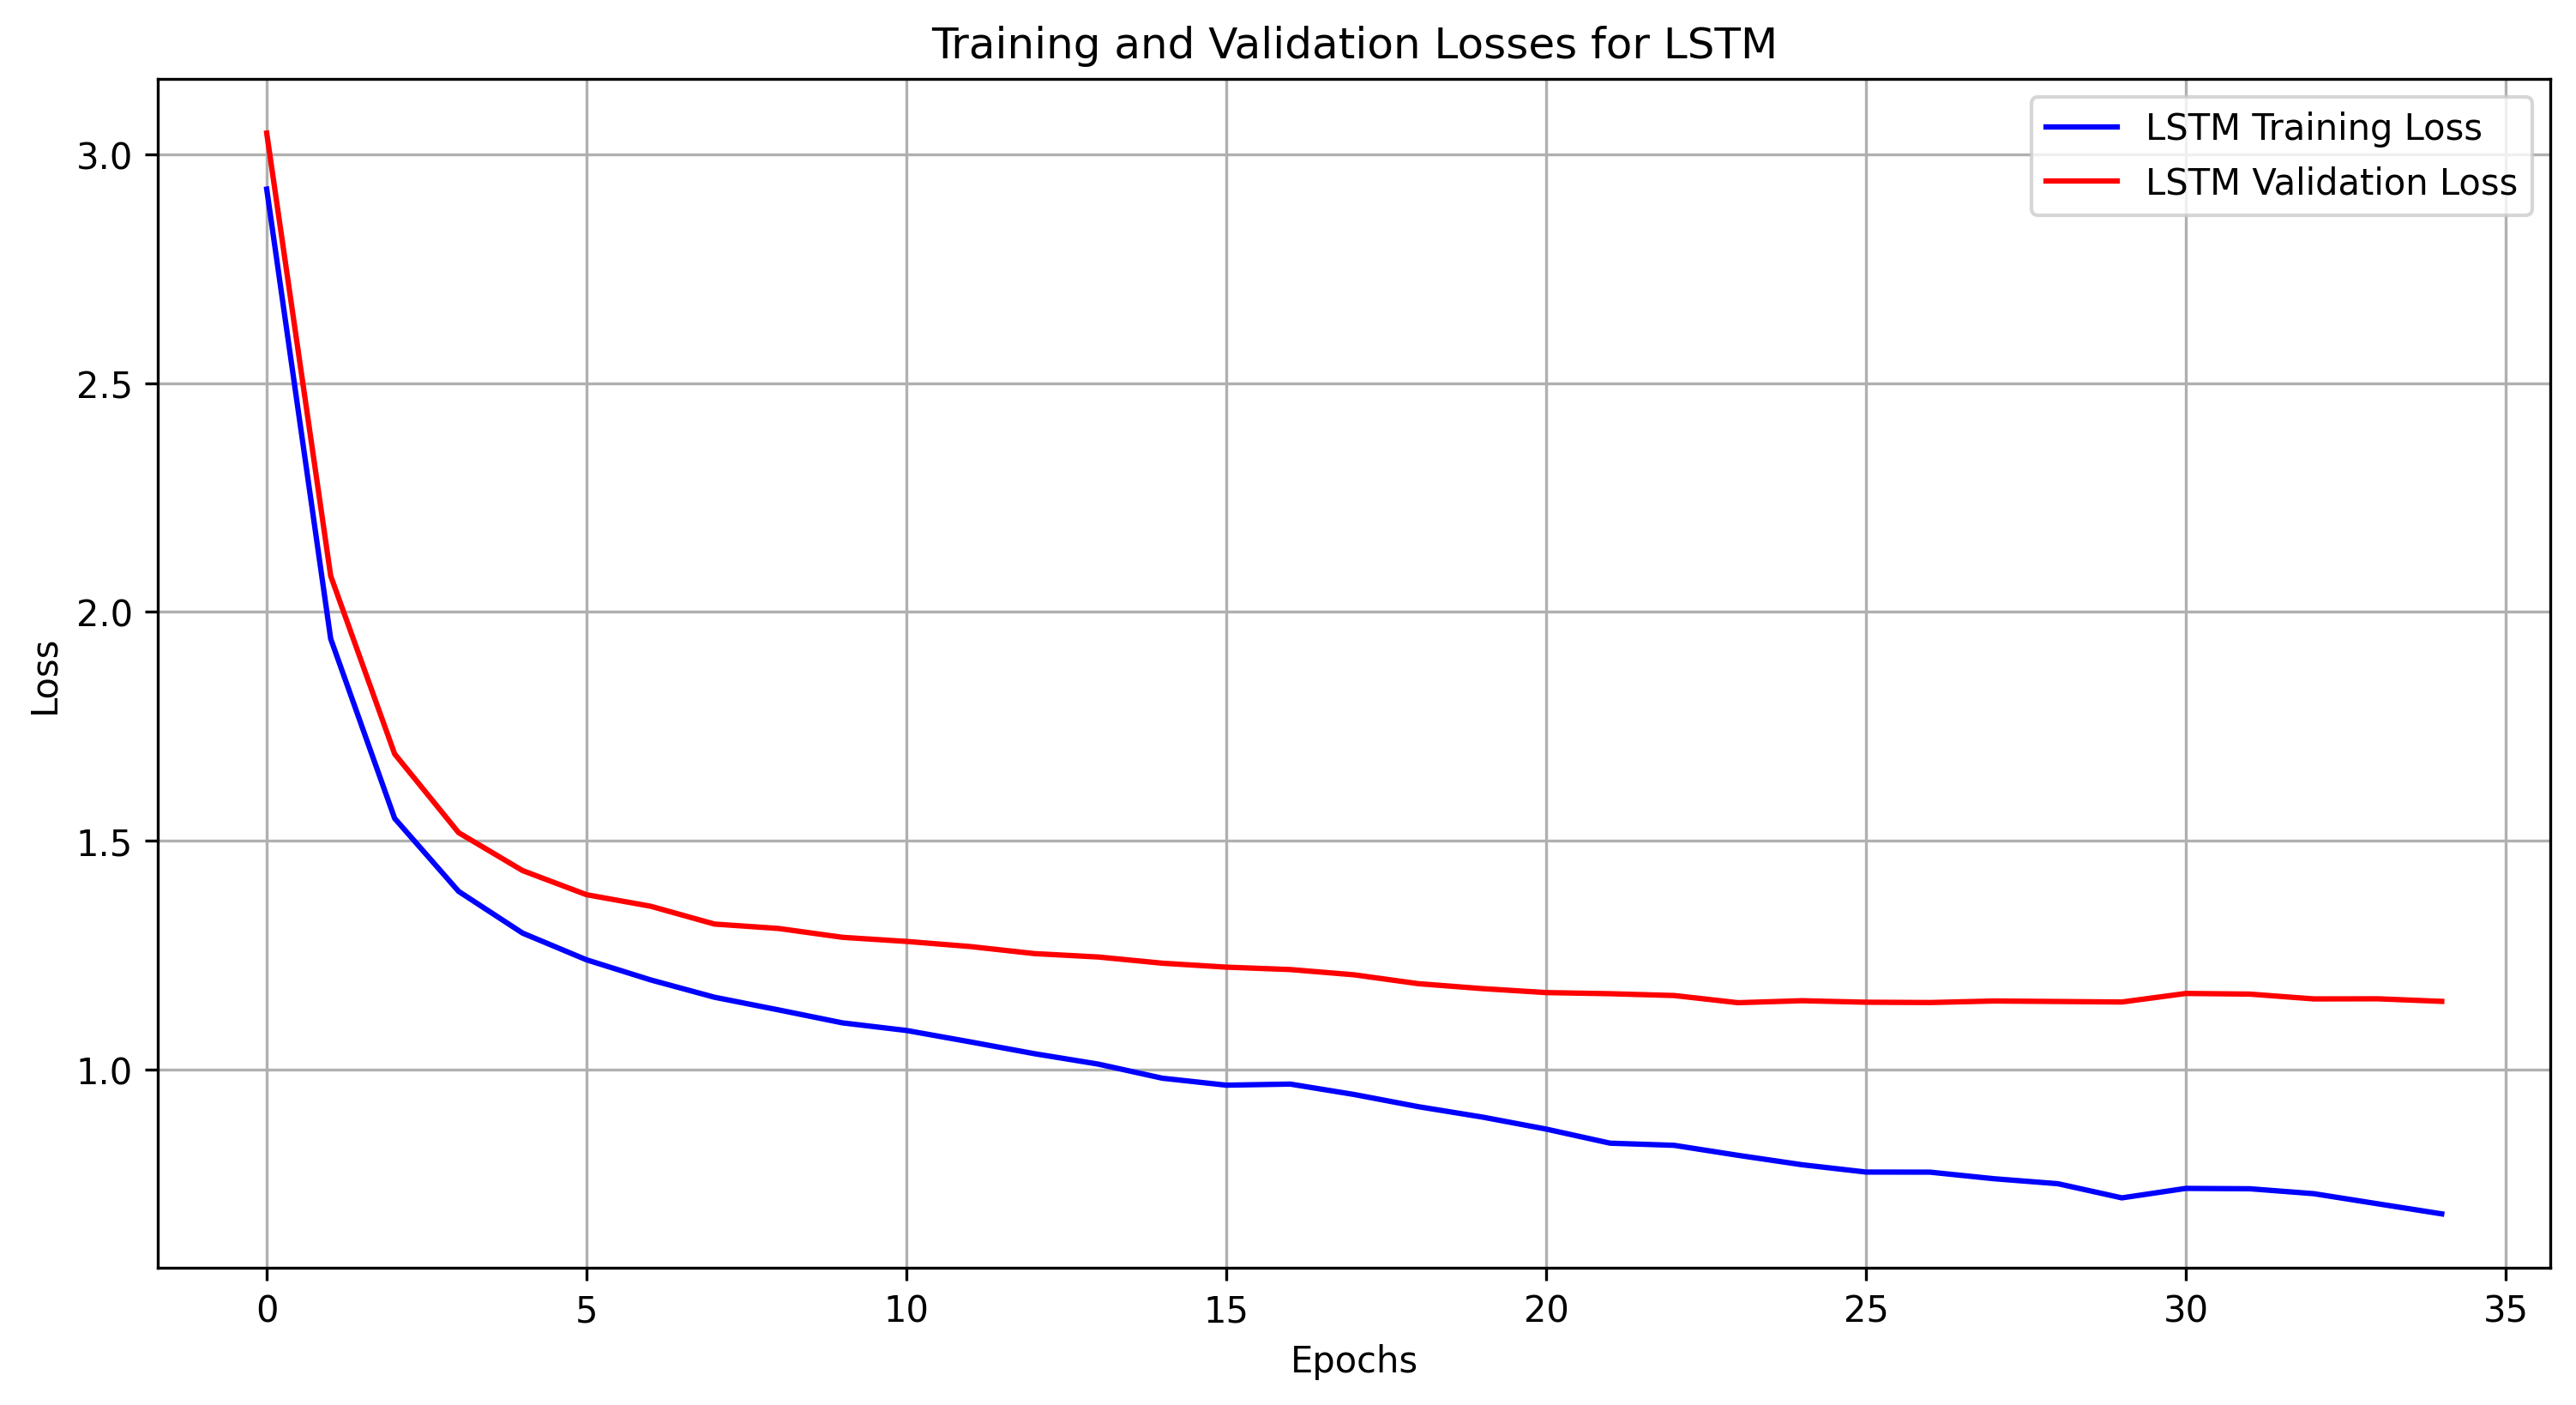 Training and Validation Losses for LSTM
LSTM Training Loss
LSTM Validation Loss
3.0
2.5
2.0
1.5
1.0
Loss
0 5 10 15 20 25 30 35
Epochs